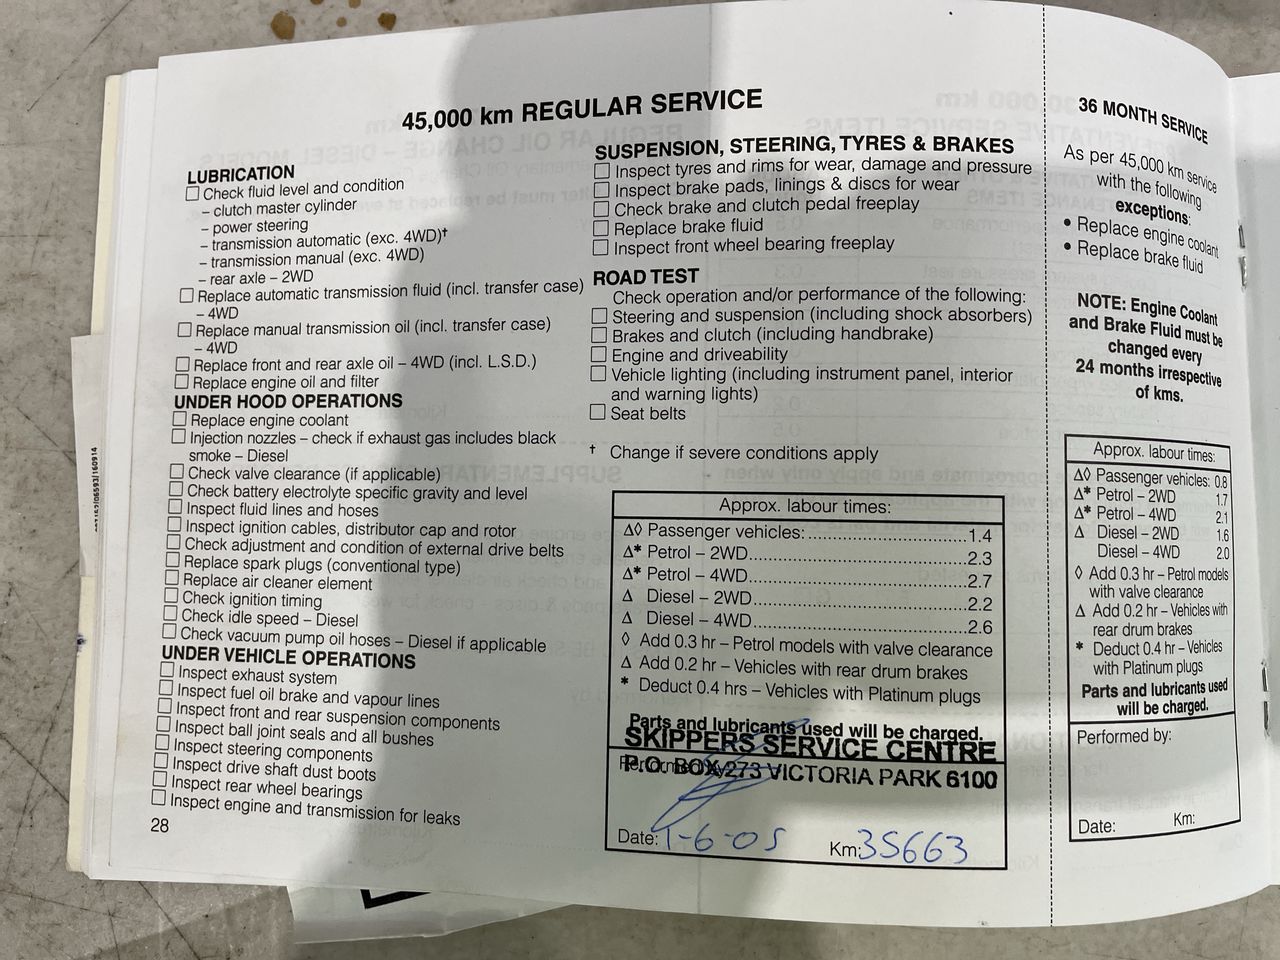 45,000 km REGULAR SERVICE
LUBRICATION
Check fluid level and condition
– clutch master cylinder
– power steering
– transmission automatic (exc. 4WD)†
– transmission manual (exc. 4WD)
– rear axle – 2WD
Replace automatic transmission fluid (incl. transfer case)
– 4WD
Replace manual transmission oil (incl. transfer case)
– 4WD
Replace front and rear axle oil – 4WD (incl. L.S.D.)
Replace engine oil and filter
UNDER HOOD OPERATIONS
Replace engine coolant
Injection nozzles – check if exhaust gas includes black
smoke – Diesel
Check valve clearance (if applicable)
Check battery electrolyte specific gravity and level
Inspect fluid lines and hoses
Inspect ignition cables, distributor cap and rotor
Check adjustment and condition of external drive belts
Replace spark plugs (conventional type)
Replace air cleaner element
Check ignition timing
Check idle speed – Diesel
Check vacuum pump oil hoses – Diesel if applicable
UNDER VEHICLE OPERATIONS
Inspect exhaust system
Inspect fuel oil brake and vapour lines
Inspect front and rear suspension components
Inspect ball joint seals and all bushes
Inspect steering components
Inspect drive shaft dust boots
Inspect rear wheel bearings
Inspect engine and transmission for leaks
28
SUSPENSION, STEERING, TYRES & BRAKES
Inspect tyres and rims for wear, damage and pressure
Inspect brake pads, linings & discs for wear
Check brake and clutch pedal freeplay
Replace brake fluid
Inspect front wheel bearing freeplay
ROAD TEST
Check operation and/or performance of the following:
Steering and suspension (including shock absorbers)
Brakes and clutch (including handbrake)
Engine and driveability
Vehicle lighting (including instrument panel, interior
and warning lights)
Seat belts
† Change if severe conditions apply
Approx. labour times:
Δ◊ Passenger vehicles: 1.4
Δ* Petrol – 2WD 2.3
Δ* Petrol – 4WD 2.7
Δ Diesel – 2WD 2.2
Δ Diesel – 4WD 2.6
◊ Add 0.3 hr – Petrol models with valve clearance
Δ Add 0.2 hr – Vehicles with rear drum brakes
* Deduct 0.4 hrs – Vehicles with Platinum plugs
Parts and lubricants used will be charged.
SKIPPERS SERVICE CENTRE
P.O. BOX 273 VICTORIA PARK 6100
Performed by:
Date: 1-6-05 Km: 35663
36 MONTH SERVICE
As per 45,000 km service
with the following
exceptions:
• Replace engine coolant
• Replace brake fluid
NOTE: Engine Coolant
and Brake Fluid must be
changed every
24 months irrespective
of kms.
Approx. labour times:
Δ◊ Passenger vehicles: 0.8
Δ* Petrol – 2WD 1.7
Δ* Petrol – 4WD 2.1
Δ Diesel – 2WD 1.6
Diesel – 4WD 2.0
◊ Add 0.3 hr – Petrol models
with valve clearance
Δ Add 0.2 hr – Vehicles with
rear drum brakes
* Deduct 0.4 hr – Vehicles
with Platinum plugs
Parts and lubricants used
will be charged.
Performed by:
Date: Km: